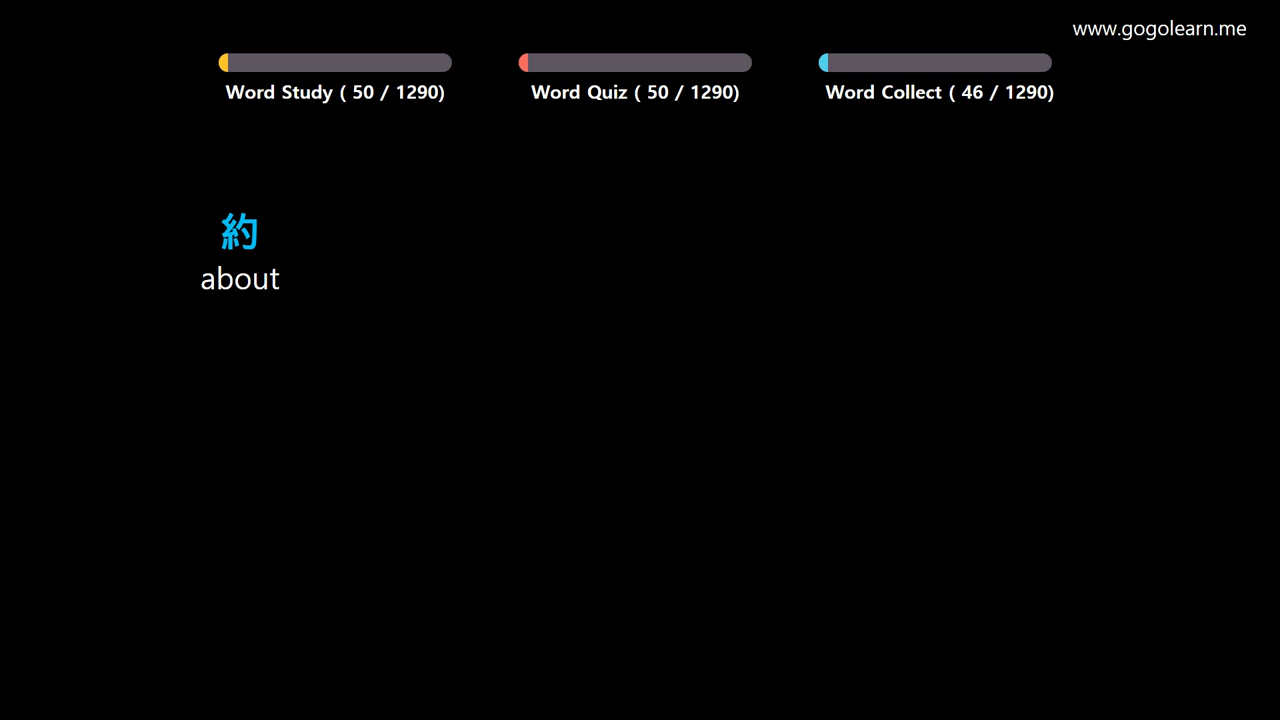 www.gogolearn.me
Word Study ( 50 / 1290)
Word Quiz ( 50 / 1290)
Word Collect ( 46 / 1290)
約
about